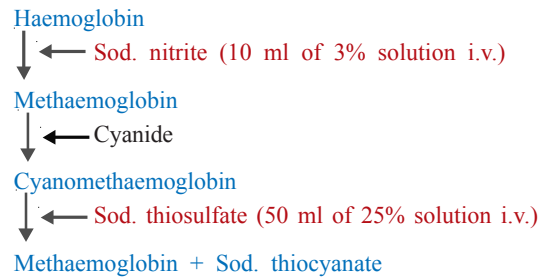 Haemoglobin
Sod. nitrite (10 ml of 3% solution i.v.)
Methaemoglobin
Cyanide
Cyanomethaemoglobin
Sod. thiosulfate (50 ml of 25% solution i.v.)
Methaemoglobin + Sod. thiocyanate